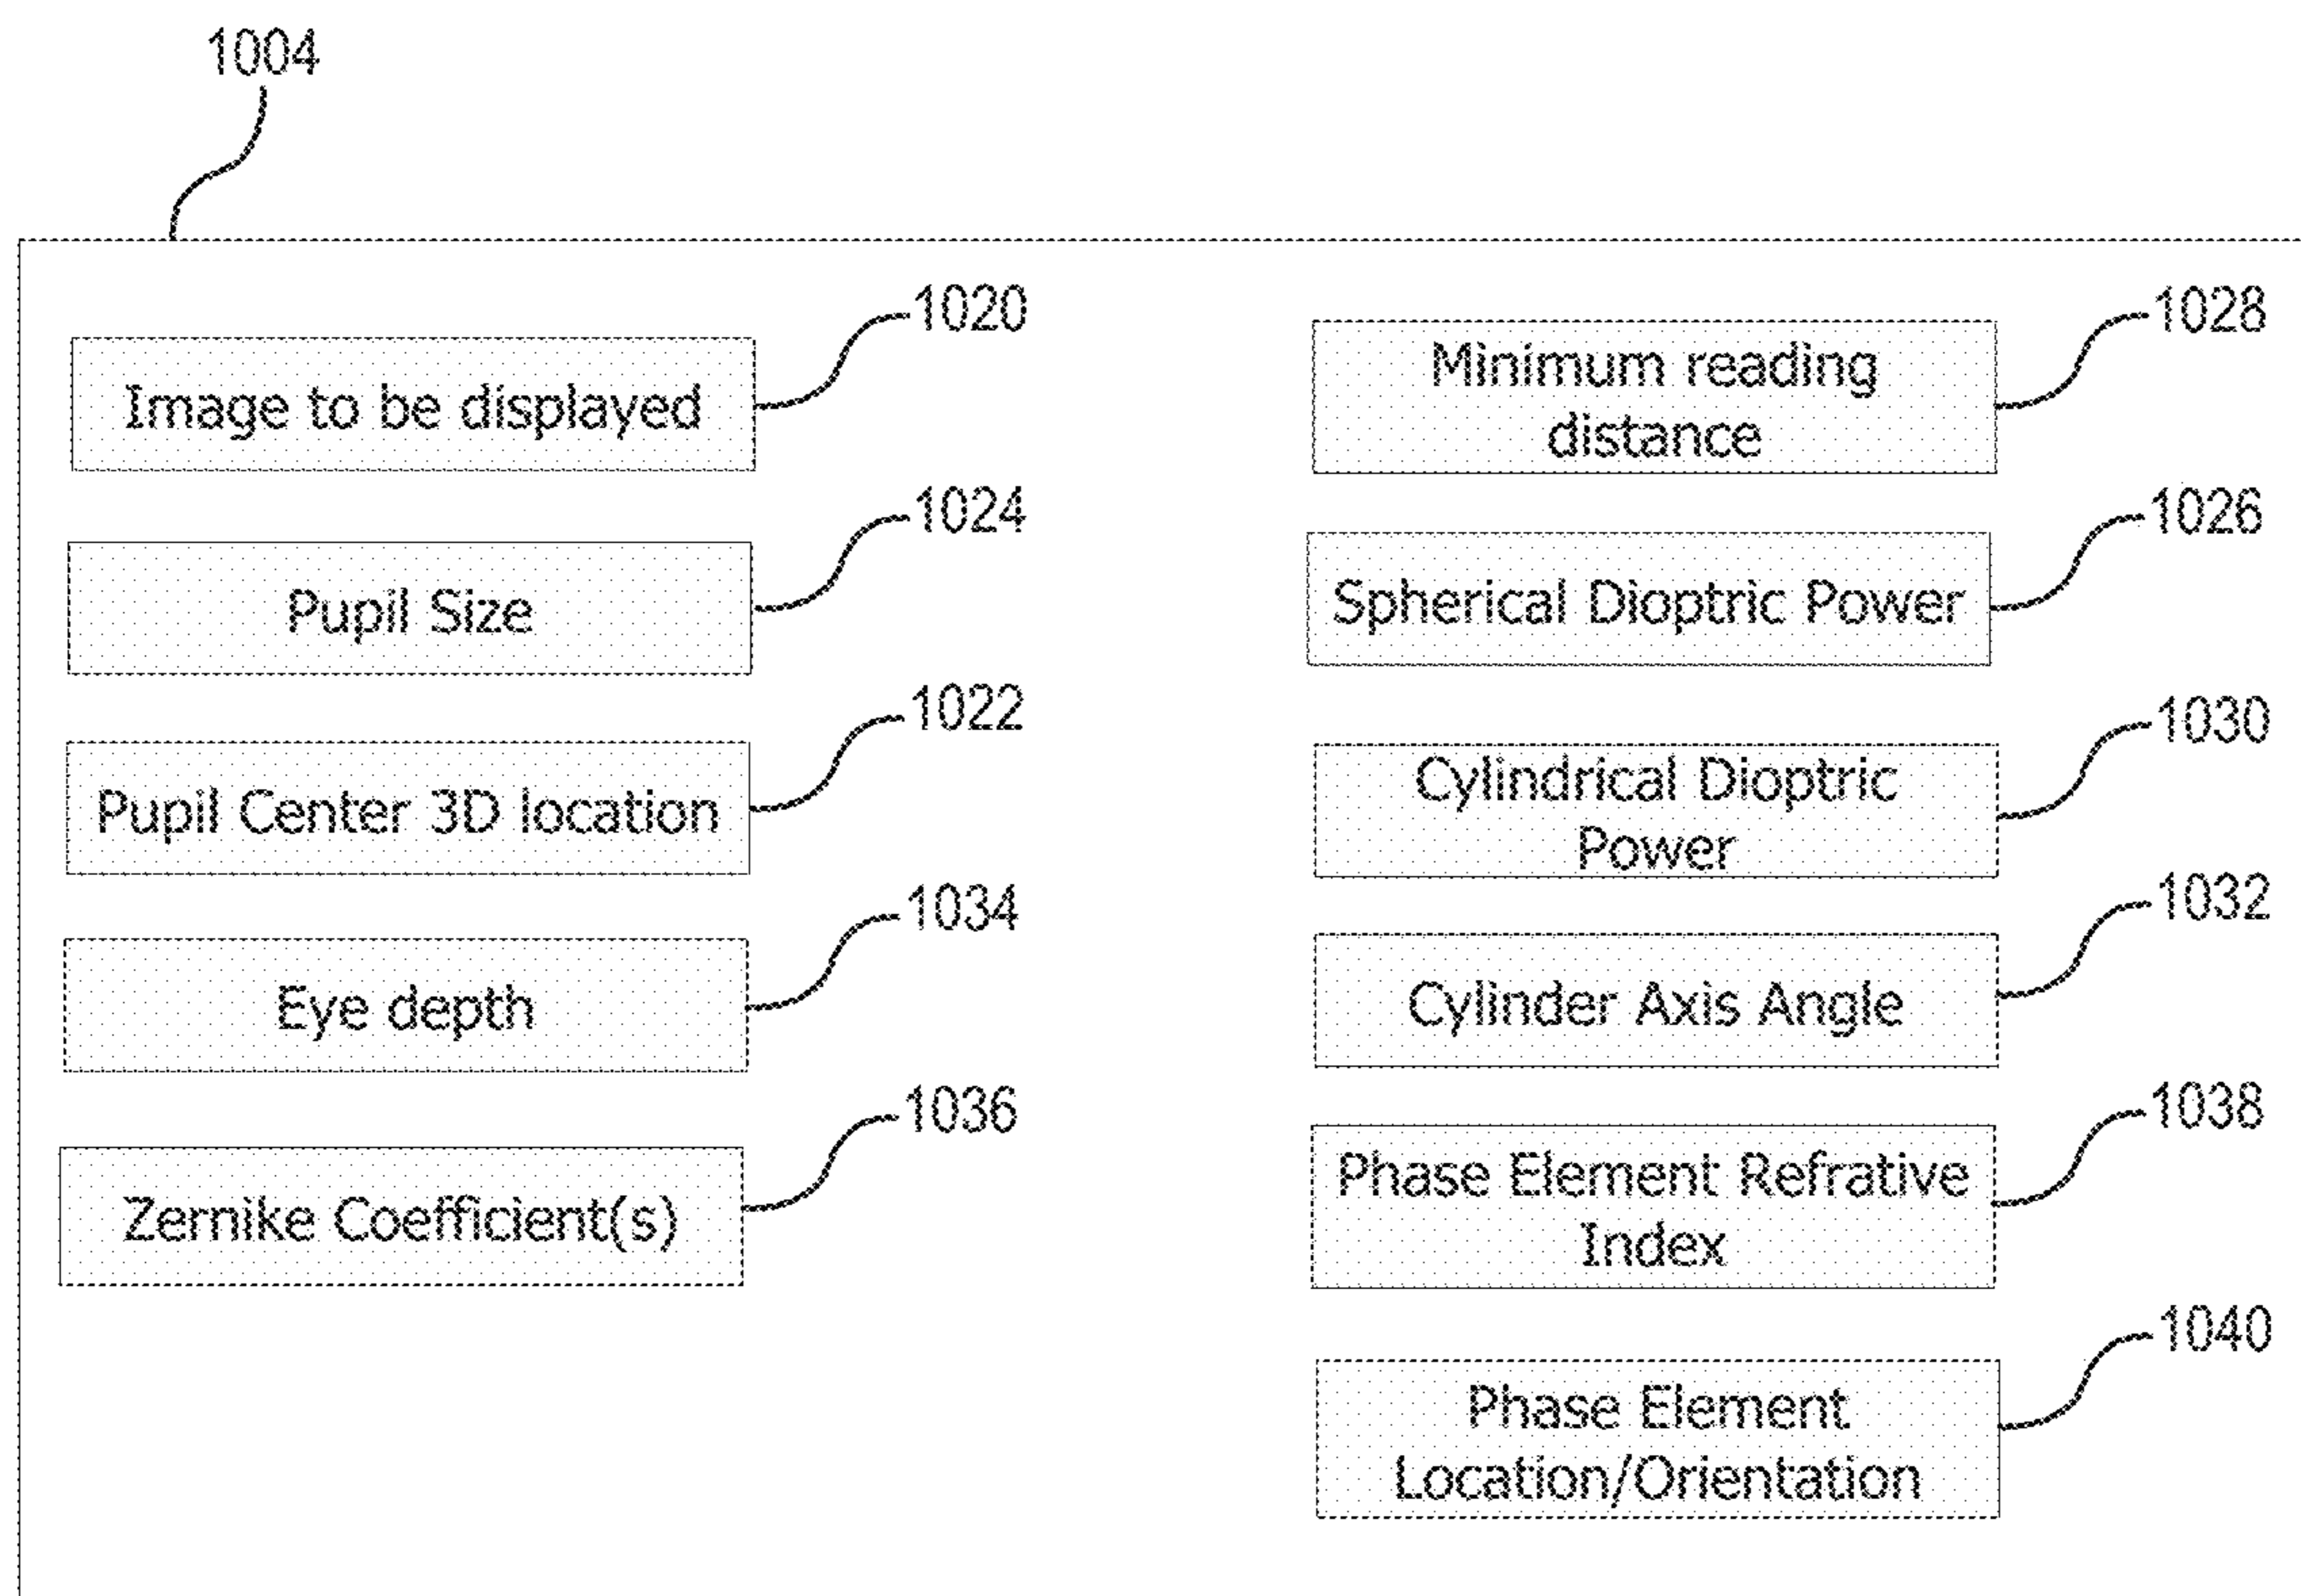 1004
1020
Image to be displayed
1024
Pupil Size
1022
Pupil Center 3D location
1034
Eye depth
1036
Zernike Coefficient(s)
1028
Minimum reading
distance
1026
Spherical Dioptric Power
1030
Cylindrical Dioptric
Power
1032
Cylinder Axis Angle
1038
Phase Element Refrative
Index
1040
Phase Element
Location/Orientation